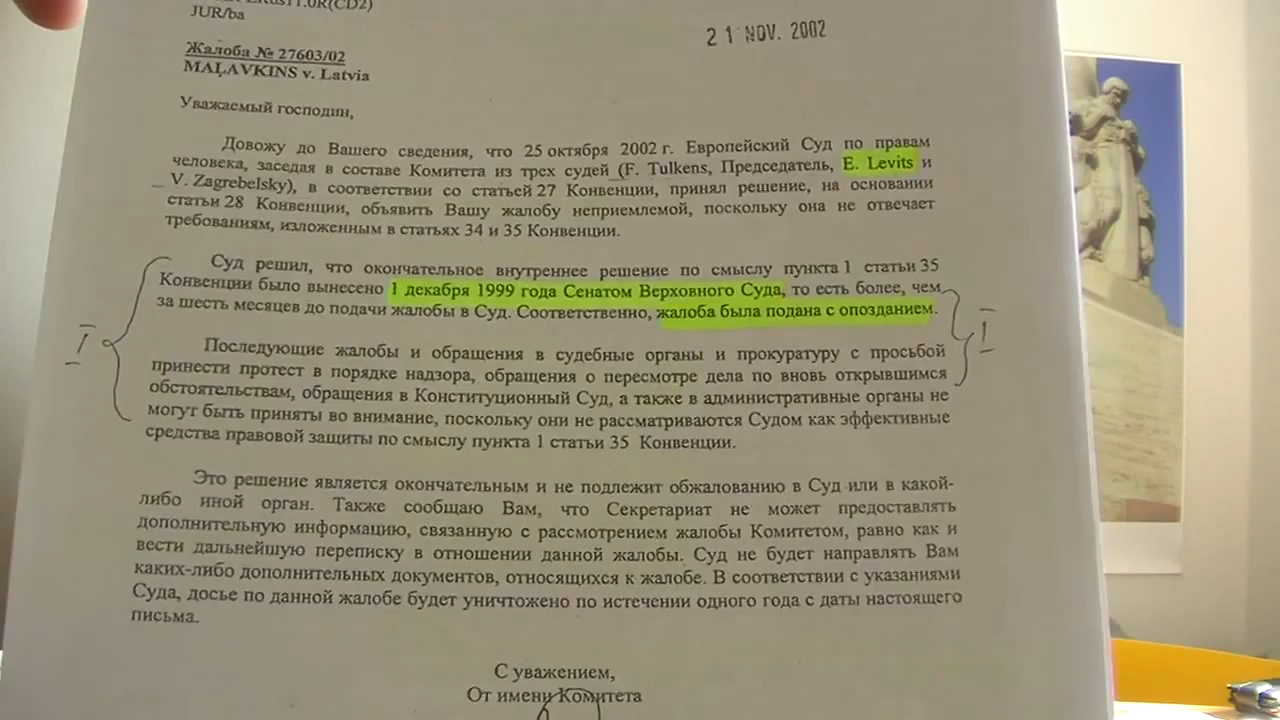 JUR/ba
21 NOV. 2002
Жалоба № 27603/02
MAĻAVKINS v. Latvia
Уважаемый господин,
Довожу до Вашего сведения, что 25 октября 2002 г. Европейский Суд по правам
человека, заседая в составе Комитета из трех судей (F. Tulkens, Председатель, E. Levits и
V. Zagrebelsky), в соответствии со статьей 27 Конвенции, принял решение, на основании
статьи 28 Конвенции, объявить Вашу жалобу неприемлемой, поскольку она не отвечает
требованиям, изложенным в статьях 34 и 35 Конвенции.
Суд решил, что окончательное внутреннее решение по смыслу пункта 1 статьи 35
Конвенции было вынесено 1 декабря 1999 года Сенатом Верховного Суда, то есть более, чем
за шесть месяцев до подачи жалобы в Суд. Соответственно, жалоба была подана с опозданием.
I
I
Последующие жалобы и обращения в судебные органы и прокуратуру с просьбой
принести протест в порядке надзора, обращения о пересмотре дела по вновь открывшимся
обстоятельствам, обращения в Конституционный Суд, а также в административные органы не
могут быть приняты во внимание, поскольку они не рассматриваются Судом как эффективные
средства правовой защиты по смыслу пункта 1 статьи 35 Конвенции.
Это решение является окончательным и не подлежит обжалованию в Суд или в какой-
либо иной орган. Также сообщаю Вам, что Секретариат не может предоставлять
дополнительную информацию, связанную с рассмотрением жалобы Комитетом, равно как и
вести дальнейшую переписку в отношении данной жалобы. Суд не будет направлять Вам
каких-либо дополнительных документов, относящихся к жалобе. В соответствии с указаниями
Суда, досье по данной жалобе будет уничтожено по истечении одного года с даты настоящего
письма.
С уважением,
От имени Комитета